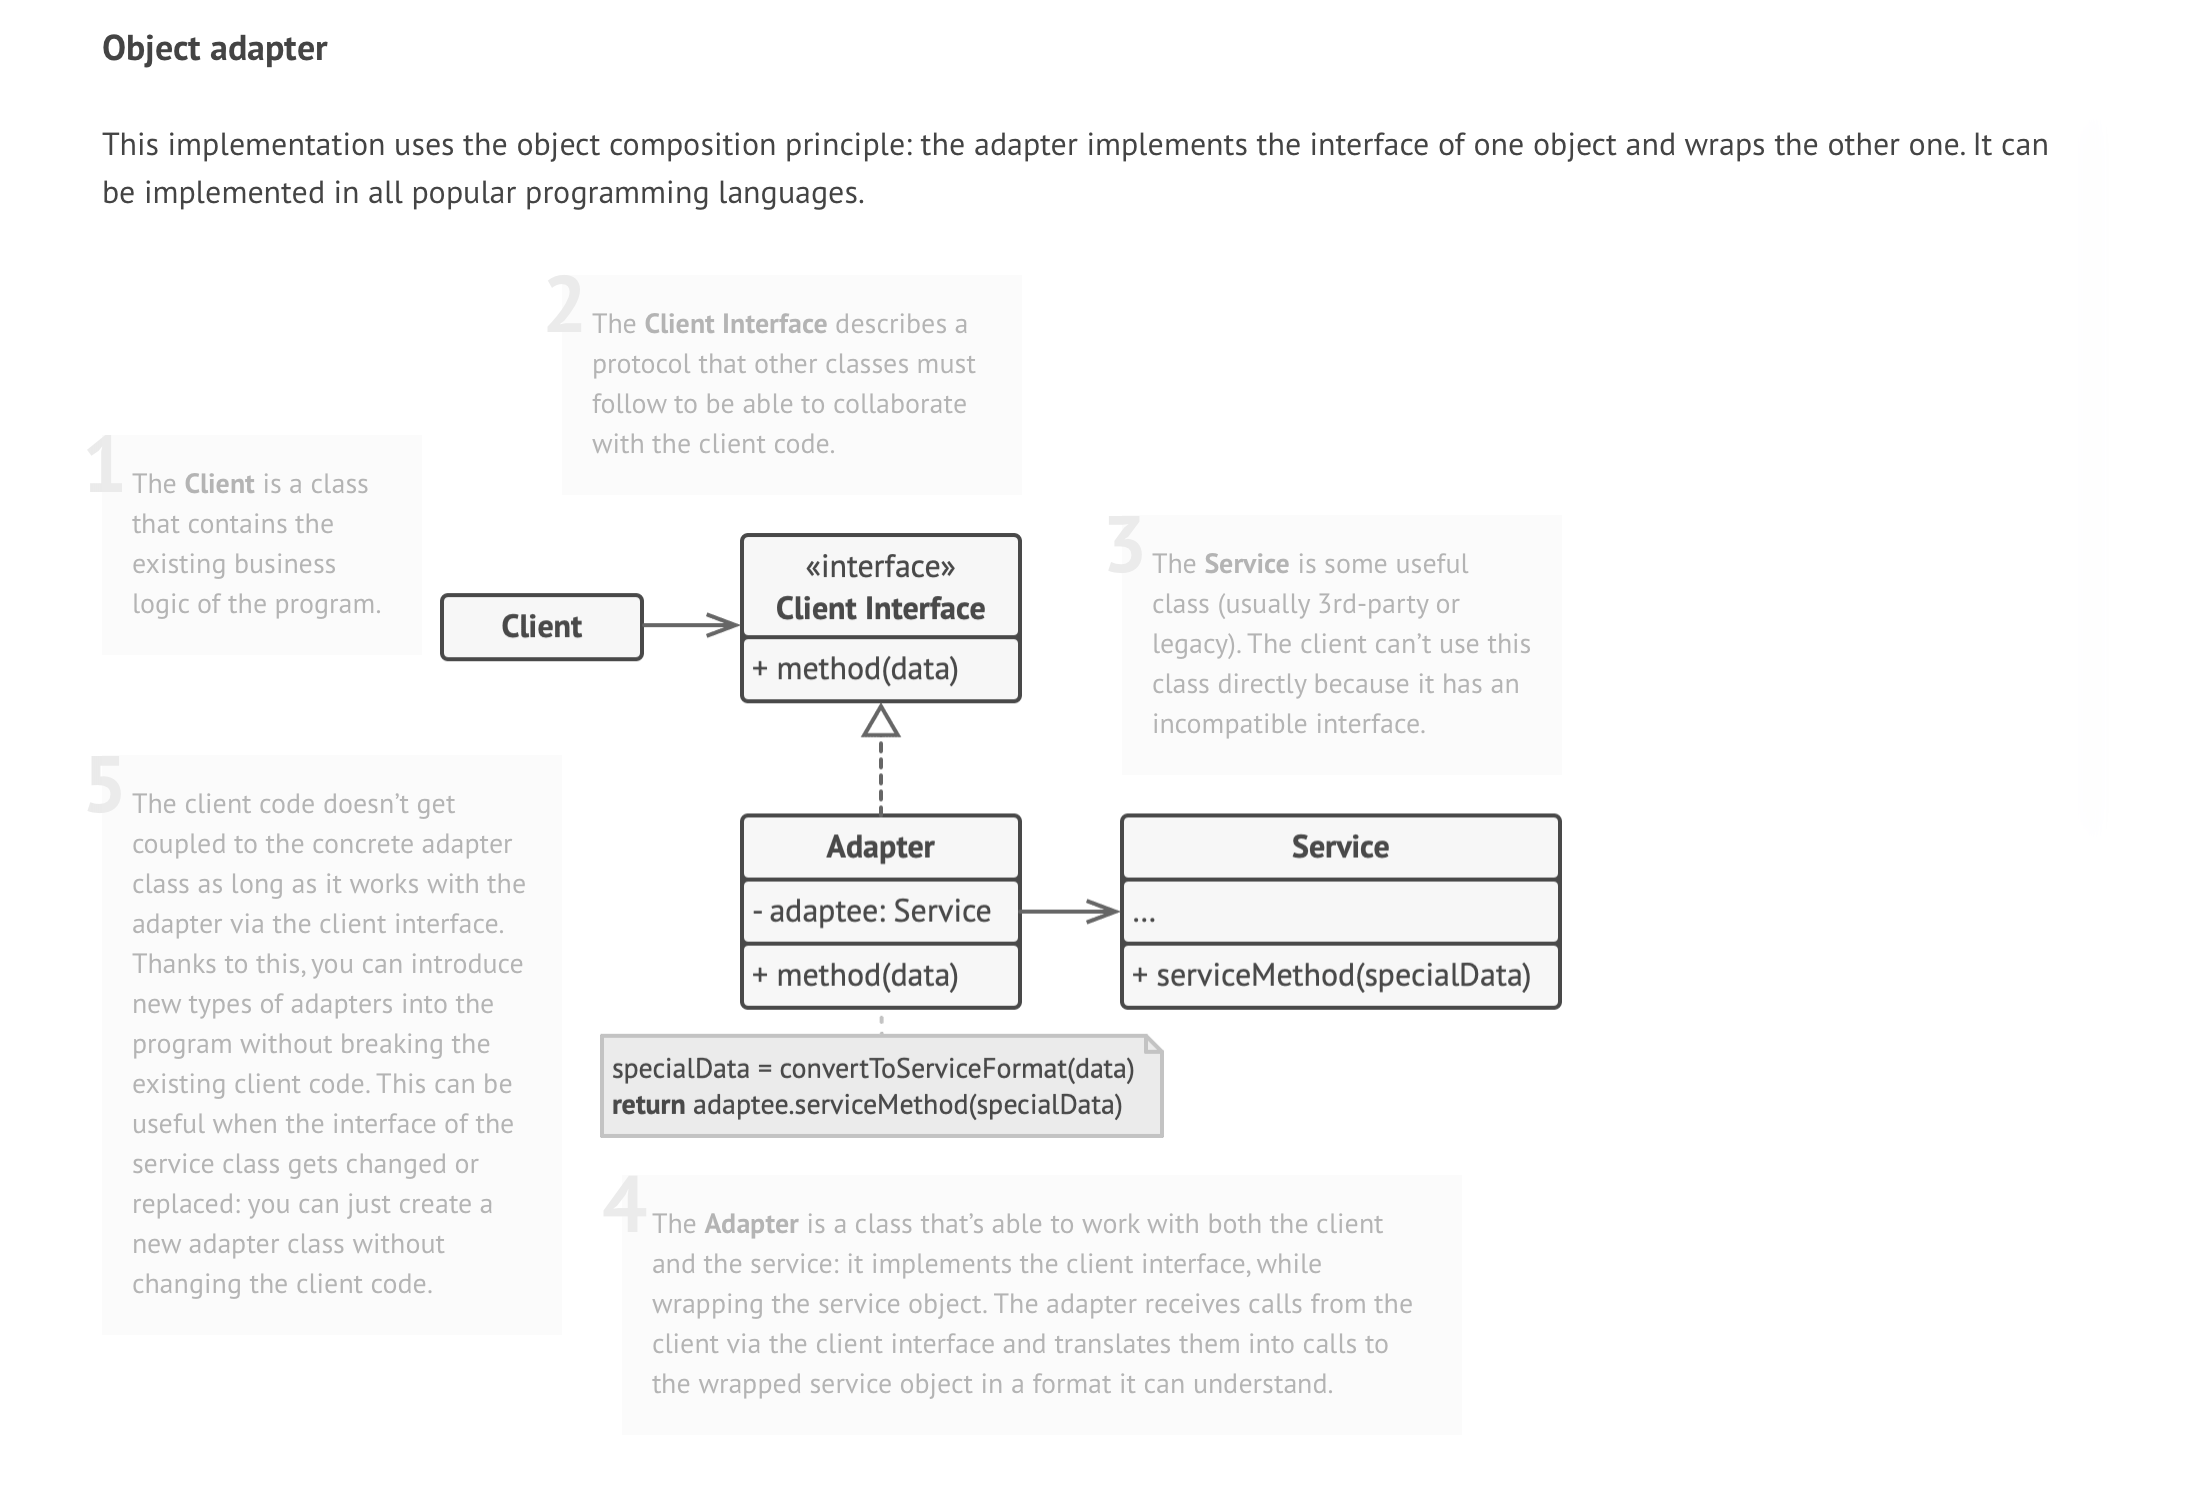 Object adapter
This implementation uses the object composition principle: the adapter implements the interface of one object and wraps the other one. It can
be implemented in all popular programming languages.
1
The Client is a class
that contains the
existing business
logic of the program.
2
The Client Interface describes a
protocol that other classes must
follow to be able to collaborate
with the client code.
Client
«interface»
Client Interface
+ method(data)
3
The Service is some useful
class (usually 3rd-party or
legacy). The client can’t use this
class directly because it has an
incompatible interface.
Adapter
- adaptee: Service
+ method(data)
Service
...
+ serviceMethod(specialData)
specialData = convertToServiceFormat(data)
return adaptee.serviceMethod(specialData)
4
The Adapter is a class that’s able to work with both the client
and the service: it implements the client interface, while
wrapping the service object. The adapter receives calls from the
client via the client interface and translates them into calls to
the wrapped service object in a format it can understand.
5
The client code doesn’t get
coupled to the concrete adapter
class as long as it works with the
adapter via the client interface.
Thanks to this, you can introduce
new types of adapters into the
program without breaking the
existing client code. This can be
useful when the interface of the
service class gets changed or
replaced: you can just create a
new adapter class without
changing the client code.